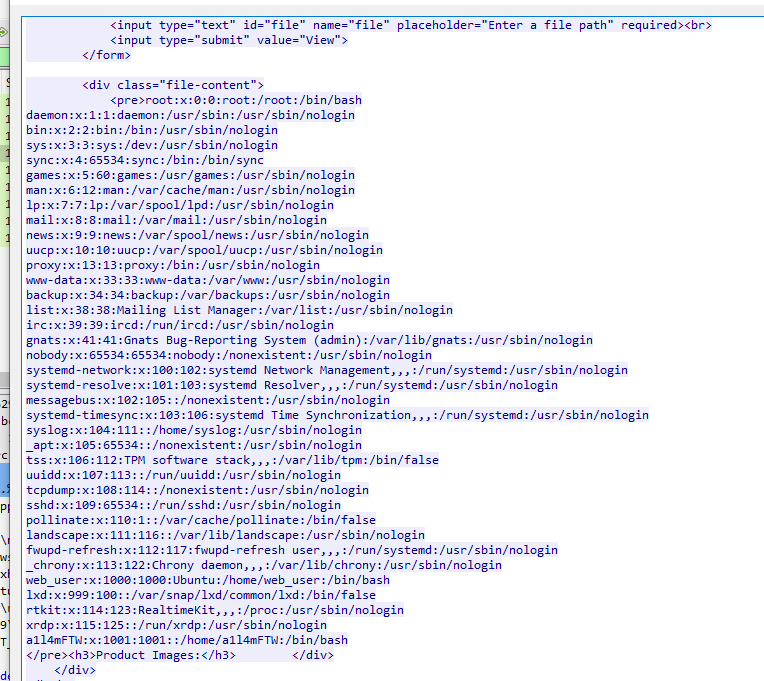 <input type="text" id="file" name="file" placeholder="Enter a file path" required><br>
<input type="submit" value="View">
</form>
<div class="file-content">
<pre>root:x:0:0:root:/root:/bin/bash
daemon:x:1:1:daemon:/usr/sbin:/usr/sbin/nologin
bin:x:2:2:bin:/bin:/usr/sbin/nologin
sys:x:3:3:sys:/dev:/usr/sbin/nologin
sync:x:4:65534:sync:/bin:/bin/sync
games:x:5:60:games:/usr/games:/usr/sbin/nologin
man:x:6:12:man:/var/cache/man:/usr/sbin/nologin
lp:x:7:7:lp:/var/spool/lpd:/usr/sbin/nologin
mail:x:8:8:mail:/var/mail:/usr/sbin/nologin
news:x:9:9:news:/var/spool/news:/usr/sbin/nologin
uucp:x:10:10:uucp:/var/spool/uucp:/usr/sbin/nologin
proxy:x:13:13:proxy:/bin:/usr/sbin/nologin
www-data:x:33:33:www-data:/var/www:/usr/sbin/nologin
backup:x:34:34:backup:/var/backups:/usr/sbin/nologin
list:x:38:38:Mailing List Manager:/var/list:/usr/sbin/nologin
irc:x:39:39:ircd:/run/ircd:/usr/sbin/nologin
gnats:x:41:41:Gnats Bug-Reporting System (admin):/var/lib/gnats:/usr/sbin/nologin
nobody:x:65534:65534:nobody:/nonexistent:/usr/sbin/nologin
systemd-network:x:100:102:systemd Network Management,,,:/run/systemd:/usr/sbin/nologin
systemd-resolve:x:101:103:systemd Resolver,,,:/run/systemd:/usr/sbin/nologin
messagebus:x:102:105::/nonexistent:/usr/sbin/nologin
systemd-timesync:x:103:106:systemd Time Synchronization,,,:/run/systemd:/usr/sbin/nologin
syslog:x:104:111::/home/syslog:/usr/sbin/nologin
_apt:x:105:65534::/nonexistent:/usr/sbin/nologin
tss:x:106:112:TPM software stack,,,:/var/lib/tpm:/bin/false
uuidd:x:107:113::/run/uuidd:/usr/sbin/nologin
tcpdump:x:108:114::/nonexistent:/usr/sbin/nologin
sshd:x:109:65534::/run/sshd:/usr/sbin/nologin
pollinate:x:110:1::/var/cache/pollinate:/bin/false
landscape:x:111:116::/var/lib/landscape:/usr/sbin/nologin
fwupd-refresh:x:112:117:fwupd-refresh user,,,:/run/systemd:/usr/sbin/nologin
_chrony:x:113:122:Chrony daemon,,,:/var/lib/chrony:/usr/sbin/nologin
web_user:x:1000:1000:Ubuntu:/home/web_user:/bin/bash
lxd:x:999:100::/var/snap/lxd/common/lxd:/bin/false
rtkit:x:114:123:RealtimeKit,,,:/proc:/usr/sbin/nologin
xrdp:x:115:125::/run/xrdp:/usr/sbin/nologin
a1l4mFTW:x:1001:1001::/home/a1l4mFTW:/bin/bash
</pre><h3>Product Images:</h3>        </div>
</div>